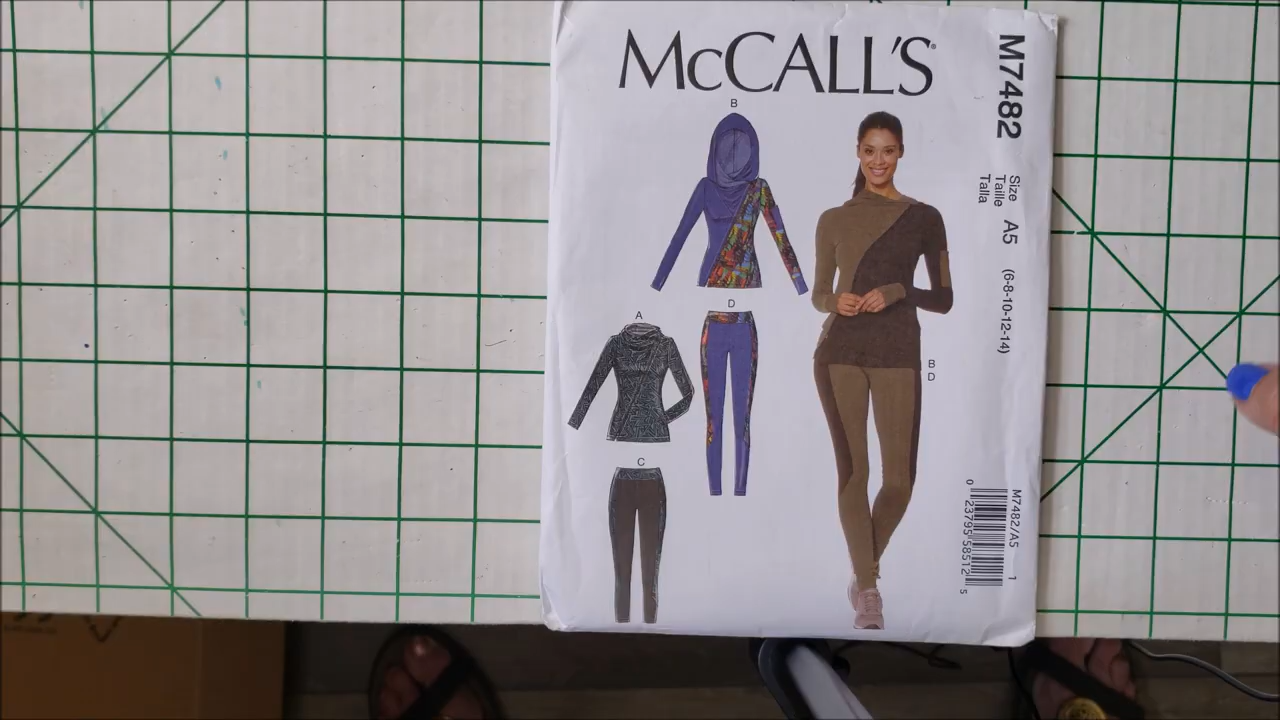 McCALL'S
M7482
Size
Taille
Talla
A5
(6-8-10-12-14)
B
D
A
C
B
D
M7482/A5
1
0 23795 58512 5